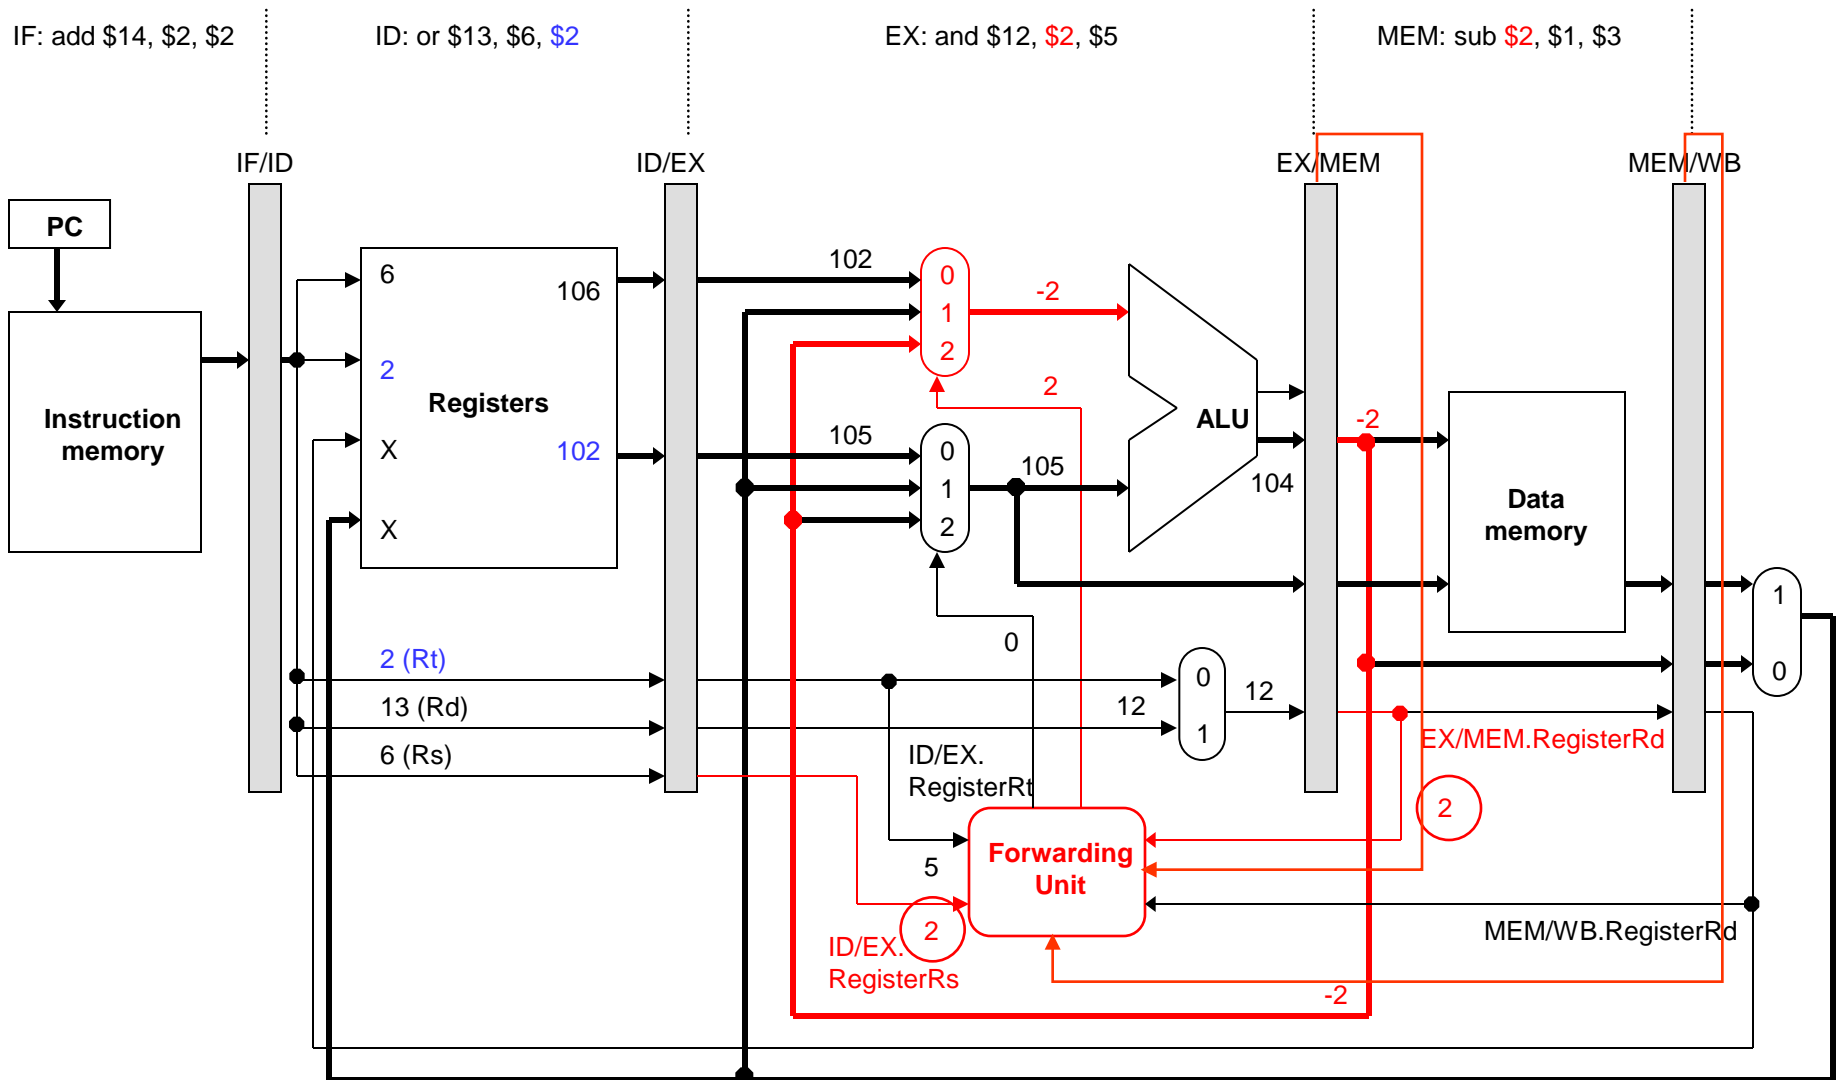 IF: add $14, $2, $2
ID: or $13, $6, $2
EX: and $12, $2, $5
MEM: sub $2, $1, $3
IF/ID
ID/EX
EX/MEM
MEM/WB
PC
Instruction
memory
6
2
X
X
106
Registers
102
102
0
1
2
-2
2
105
0
1
2
105
ALU
104
-2
Data
memory
1
0
0
2 (Rt)
13 (Rd)
6 (Rs)
12
0
1
12
EX/MEM.RegisterRd
2
ID/EX.
RegisterRt
5
Forwarding
Unit
2
ID/EX.
RegisterRs
MEM/WB.RegisterRd
-2